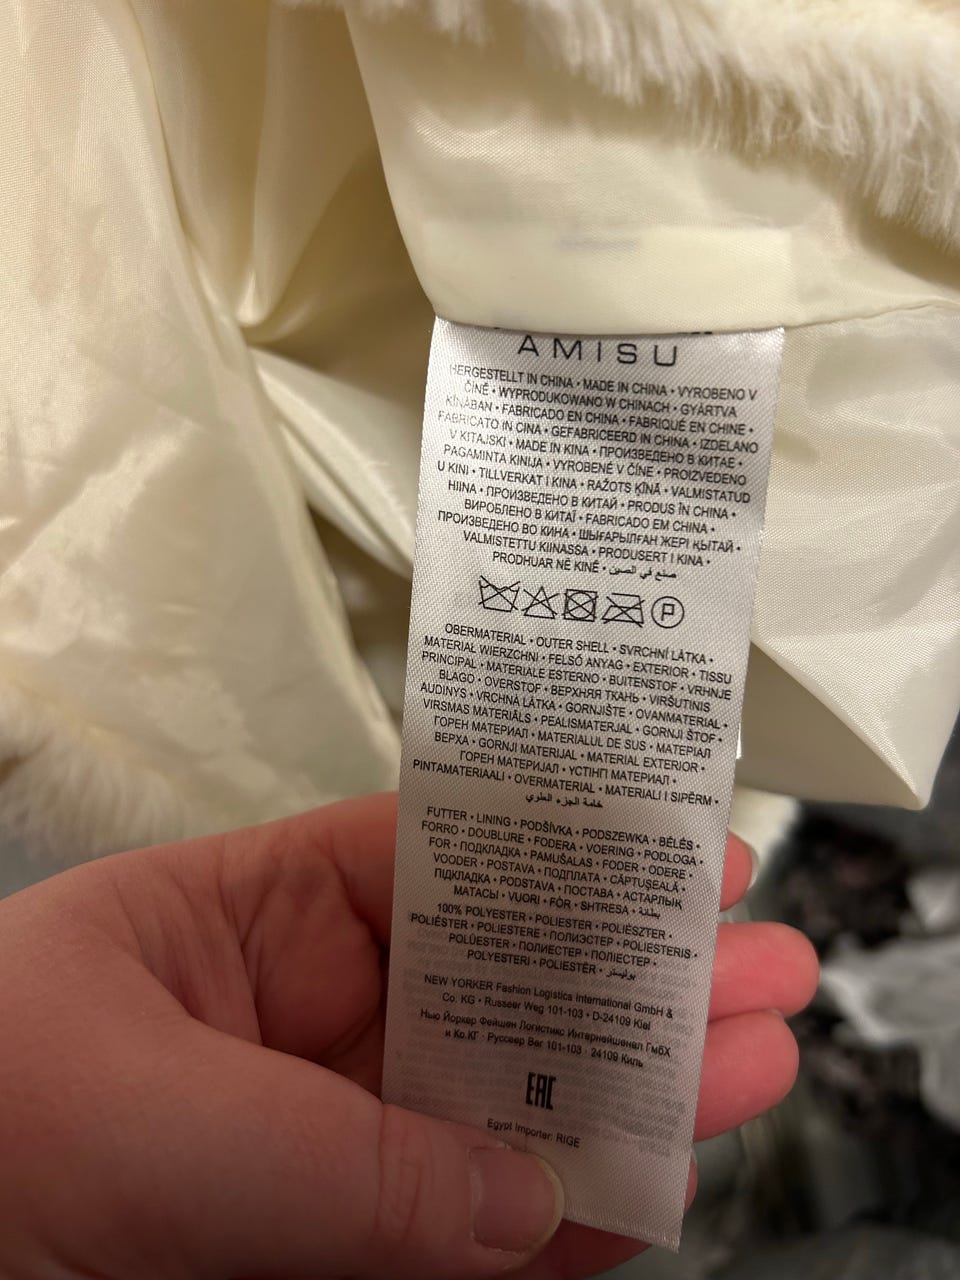 AMISU
HERGESTELLT IN CHINA • MADE IN CHINA • VYROBENO V
ČÍNĚ • WYPRODUKOWANO W CHINACH • GYÁRTVA
KÍNÁBAN • FABRICADO EN CHINA • FABRIQUÉ EN CHINE •
FABRICATO IN CINA • GEFABRICEERD IN CHINA • IZDELANO
V KITAJSKI • MADE IN KINA • ПРОИЗВЕДЕНО В КИТАЕ •
PAGAMINTA KINIJA • VYROBENÉ V ČÍNE • PROIZVEDENO
U KINI • TILLVERKAT I KINA • RAŽOTS ĶĪNĀ • VALMISTATUD
HIINA • ПРОИЗВЕДЕНО В КИТАЙ • PRODUS ÎN CHINA •
ВИРОБЛЕНО В КИТАЇ • FABRICADO EM CHINA •
ПРОИЗВЕДЕНО ВО КИНА • ШЫҒАРЫЛҒАН ЖЕРІ ҚЫТАЙ •
VALMISTETTU KIINASSA • PRODUSERT I KINA •
PRODHUAR NË KINË • صنع في الصين
P
OBERMATERIAL • OUTER SHELL • SVRCHNÍ LÁTKA •
MATERIAŁ WIERZCHNI • FELSŐ ANYAG • EXTERIOR • TISSU
PRINCIPAL • MATERIALE ESTERNO • BUITENSTOF • VRHNJE
BLAGO • OVERSTOF • ВЕРХНЯЯ ТКАНЬ • VIRŠUTINIS
AUDINYS • VRCHNÁ LÁTKA • GORNJIŠTE • OVANMATERIAL •
VIRSMAS MATERIĀLS • PEALISMATERJAL • GORNJI ŠTOF •
ГОРЕН МАТЕРИАЛ • MATERIALUL DE SUS • МАТЕРІАЛ
ВЕРХА • GORNJI MATERIJAL • MATERIAL EXTERIOR •
ГОРЕН МАТЕРИЈАЛ • ҮСТІҢГІ МАТЕРИАЛ •
PINTAMATERIAALI • OVERMATERIAL • MATERIALI I SIPËRM •
خامة الجزء العلوي
FUTTER • LINING • PODŠÍVKA • PODSZEWKA • BÉLÉS •
FORRO • DOUBLURE • FODERA • VOERING • PODLOGA •
FOR • ПОДКЛАДКА • PAMUŠALAS • FODER • ODERE •
VOODER • POSTAVA • ПОДПЛАТА • CĂPTUŞEALĂ •
ПІДКЛАДКА • PODSTAVA • ПОСТАВА • АСТАРЛЫҚ
МАТАСЫ • VUORI • FÔR • SHTRESA • بطانة
100% POLYESTER • POLIESTER • POLIÉSZTER •
POLIÉSTER • POLIESTERE • ПОЛИЭСТЕР • POLIESTERIS •
POLÜESTER • ПОЛИЕСТЕР • ПОЛІЕСТЕР •
POLYESTERI • POLIESTËR • بوليستر
NEW YORKER Fashion Logistics International GmbH &
Co. KG • Russeer Weg 101-103 • D-24109 Kiel
Нью Йоркер Фейшен Логистикс Интернейшенал ГмбХ
и Ко.КГ · Руссеер Вег 101-103 · 24109 Киль
EAC
Egypt Importer: RIGE